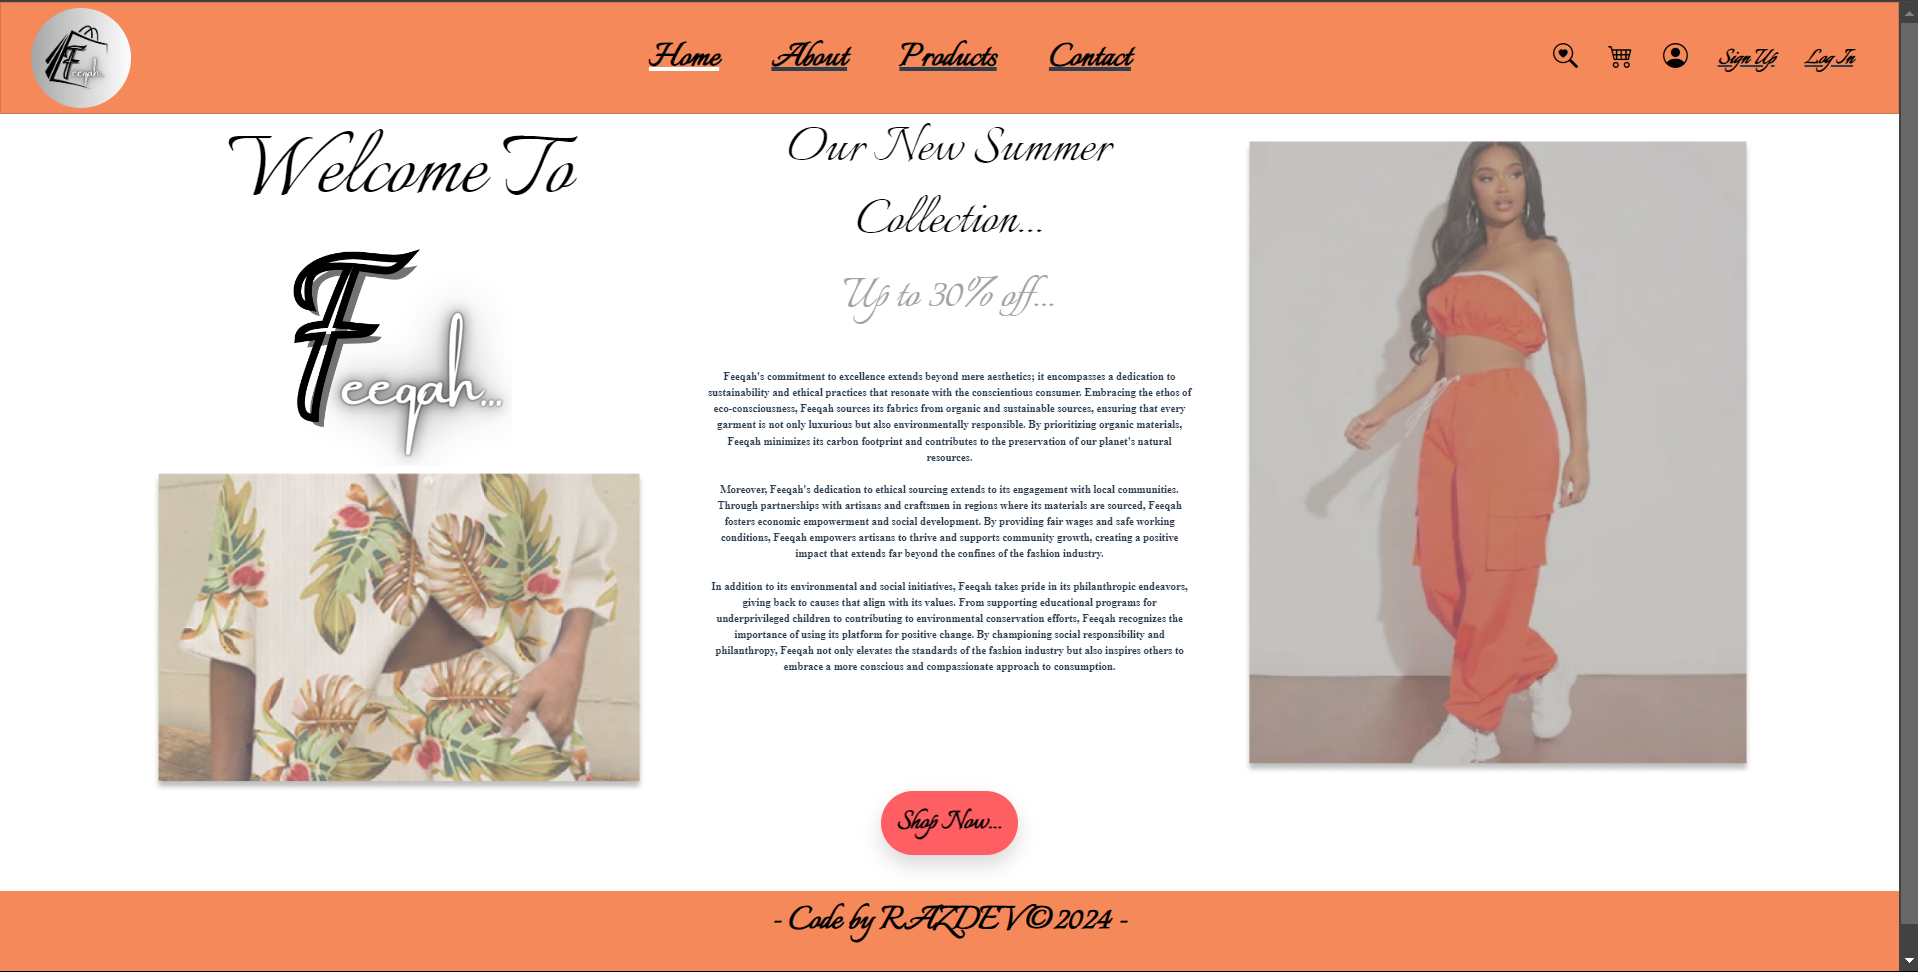 Feeqah...
Home
About
Products
Contact
Sign Up
Log In
Welcome To
Feeqah...
Our New Summer
Collection...
Up to 30% off...
Feeqah's commitment to excellence extends beyond mere aesthetics; it encompasses a dedication to
sustainability and ethical practices that resonate with the conscientious consumer. Embracing the ethos of
eco-consciousness, Feeqah sources its fabrics from organic and sustainable sources, ensuring that every
garment is not only luxurious but also environmentally responsible. By prioritizing organic materials,
Feeqah minimizes its carbon footprint and contributes to the preservation of our planet's natural
resources.
Moreover, Feeqah's dedication to ethical sourcing extends to its engagement with local communities.
Through partnerships with artisans and craftsmen in regions where its materials are sourced, Feeqah
fosters economic empowerment and social development. By providing fair wages and safe working
conditions, Feeqah empowers artisans to thrive and supports community growth, creating a positive
impact that extends far beyond the confines of the fashion industry.
In addition to its environmental and social initiatives, Feeqah takes pride in its philanthropic endeavors,
giving back to causes that align with its values. From supporting educational programs for
underprivileged children to contributing to environmental conservation efforts, Feeqah recognizes the
importance of using its platform for positive change. By championing social responsibility and
philanthropy, Feeqah not only elevates the standards of the fashion industry but also inspires others to
embrace a more conscious and compassionate approach to consumption.
Shop Now...
- Code by RAZDEV© 2024 -